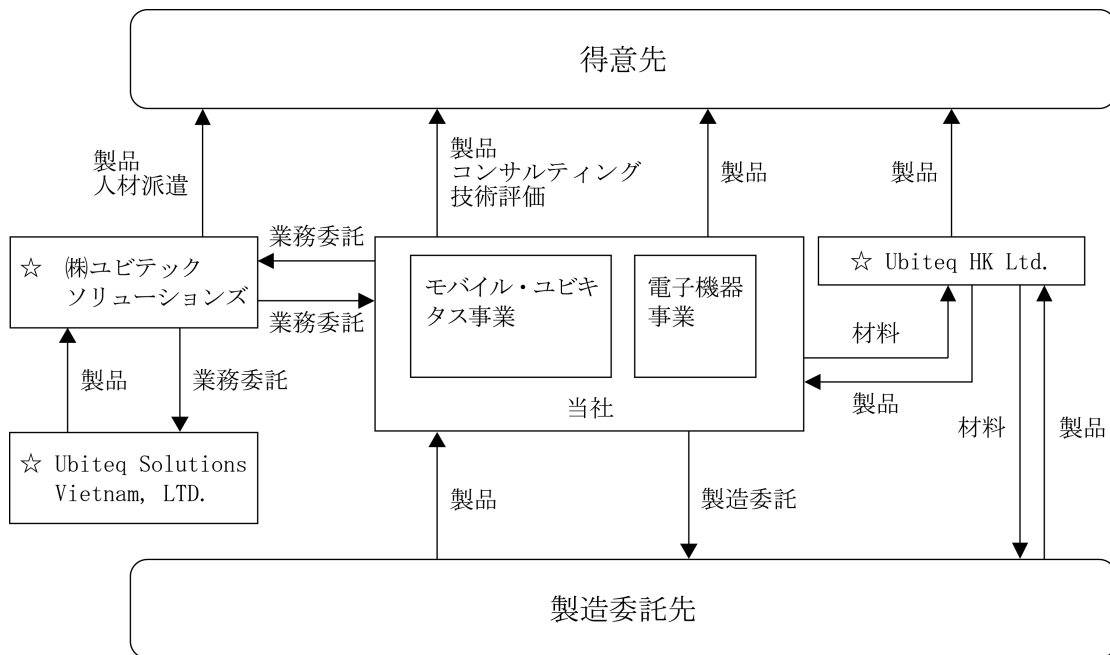 得意先
製品
人材派遣
製品
コンサルティング
技術評価
製品
製品
☆ ㈱ユビテック
ソリューションズ
業務委託
業務委託
モバイル・ユビキ
タス事業
電子機器
事業
当社
☆ Ubiteq HK Ltd.
材料
製品
製品
業務委託
材料
製品
☆ Ubiteq Solutions
Vietnam, LTD.
製品
製造委託
製造委託先